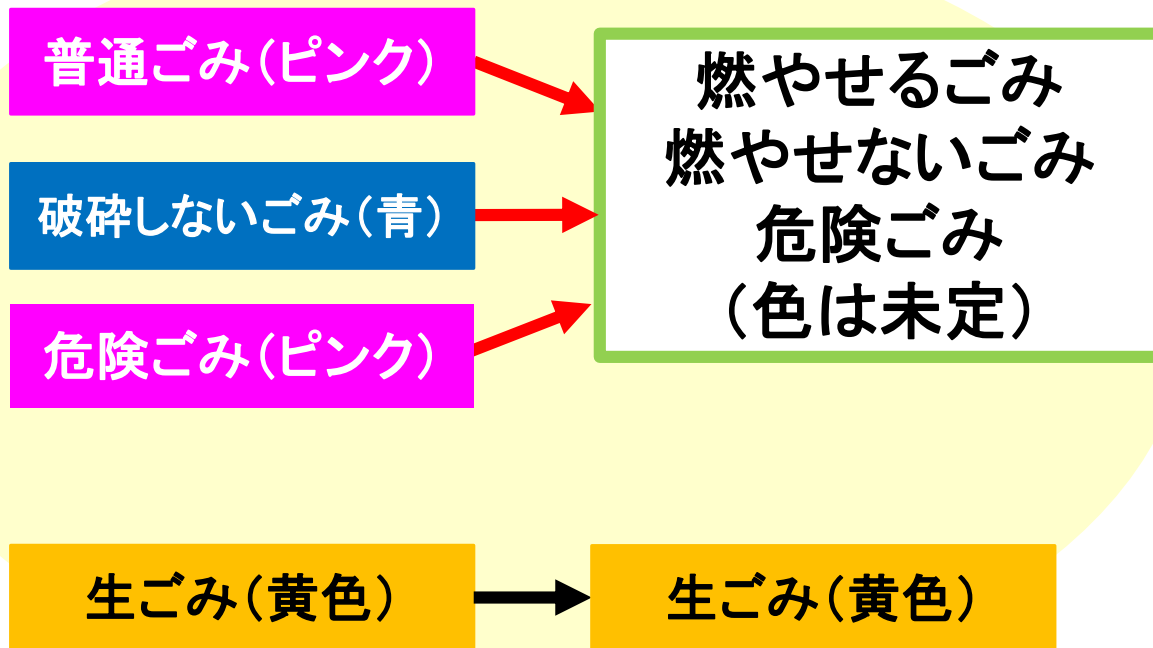 普通ごみ(ピンク)
破砕しないごみ(青)
危険ごみ(ピンク)
燃やせるごみ
燃やせないごみ
危険ごみ
(色は未定)
生ごみ(黄色)
生ごみ(黄色)